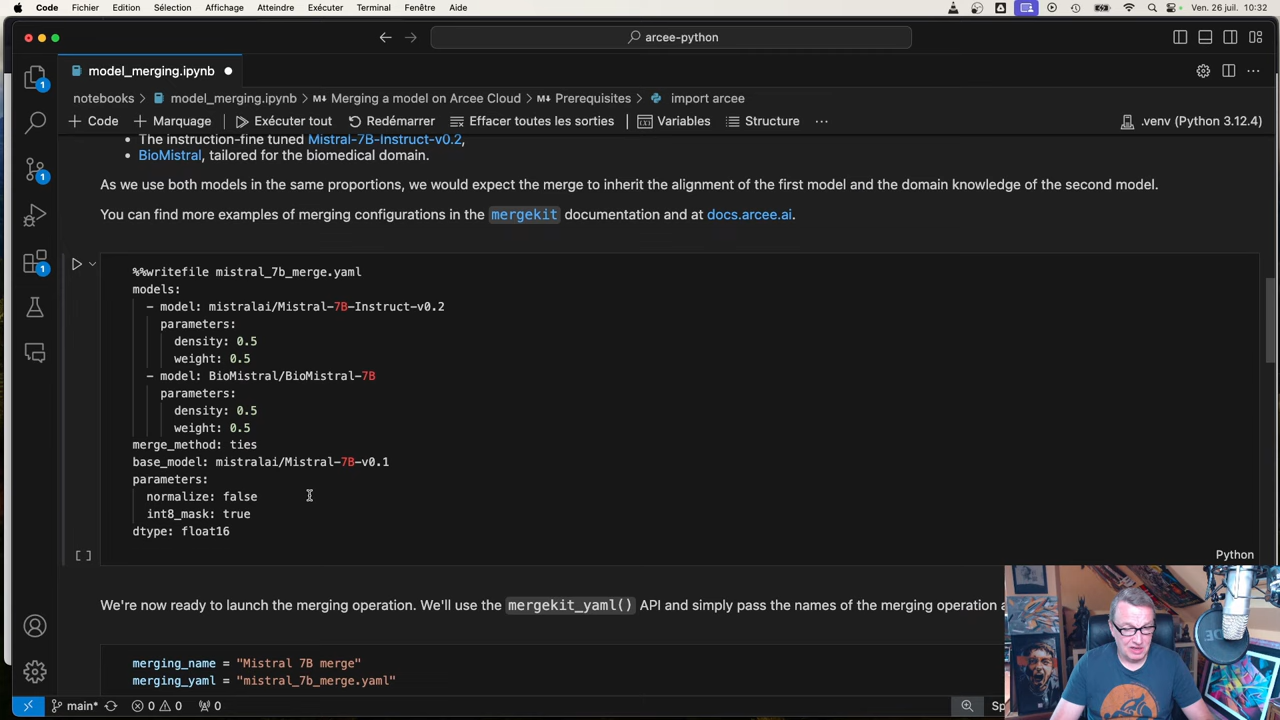 Code Fichier Edition Sélection Affichage Atteindre Exécuter Terminal Fenêtre Aide Ven. 26 juil. 10:32
arcee-python
model_merging.ipynb
notebooks > model_merging.ipynb > Merging a model on Arcee Cloud > Prerequisites > import arcee
+ Code + Marquage Exécuter tout Redémarrer Effacer toutes les sorties Variables Structure ... .venv (Python 3.12.4)
• The instruction-fine tuned Mistral-7B-Instruct-v0.2,
• BioMistral, tailored for the biomedical domain.
As we use both models in the same proportions, we would expect the merge to inherit the alignment of the first model and the domain knowledge of the second model.
You can find more examples of merging configurations in the mergekit documentation and at docs.arcee.ai.
%%writefile mistral_7b_merge.yaml
models:
- model: mistralai/Mistral-7B-Instruct-v0.2
parameters:
density: 0.5
weight: 0.5
- model: BioMistral/BioMistral-7B
parameters:
density: 0.5
weight: 0.5
merge_method: ties
base_model: mistralai/Mistral-7B-v0.1
parameters:
normalize: false
int8_mask: true
dtype: float16
[ ] Python
We're now ready to launch the merging operation. We'll use the mergekit_yaml() API and simply pass the names of the merging operation
merging_name = "Mistral 7B merge"
merging_yaml = "mistral_7b_merge.yaml"
main* 0 0 0